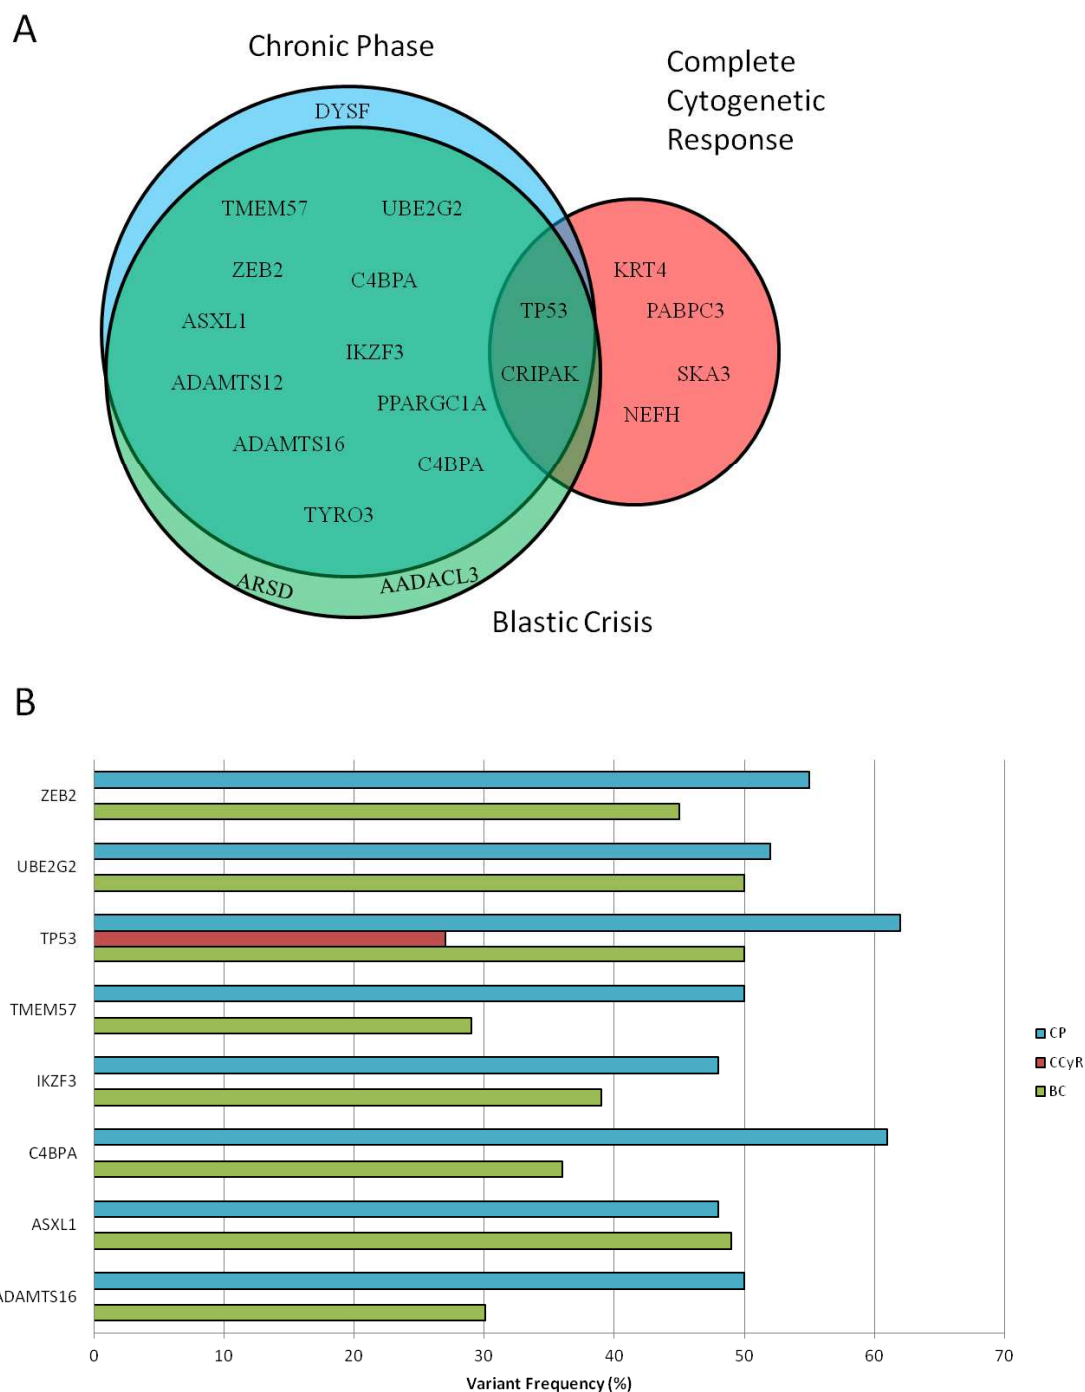 A
Chronic Phase
Complete
Cytogenetic
Response
DYSF
TMEM57
UBE2G2
ZEB2
C4BPA
KRT4
ASXL1
TP53
PABPC3
IKZF3
ADAMTS12
CRIPAK
SKA3
PPARGC1A
NEFH
ADAMTS16
C4BPA
TYRO3
ARSD
AADACL3
Blastic Crisis
B
ZEB2
UBE2G2
TP53
TMEM57
IKZF3
C4BPA
ASXL1
ADAMTS16
CP
CCyR
BC
0 10 20 30 40 50 60 70
Variant Frequency (%)